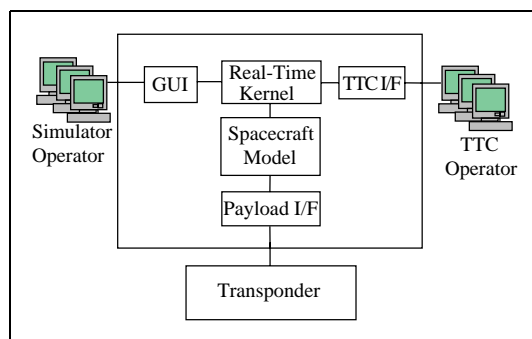 GUI
Real-Time
Kernel
TTC I/F
Simulator
Operator
Spacecraft
Model
TTC
Operator
Payload I/F
Transponder